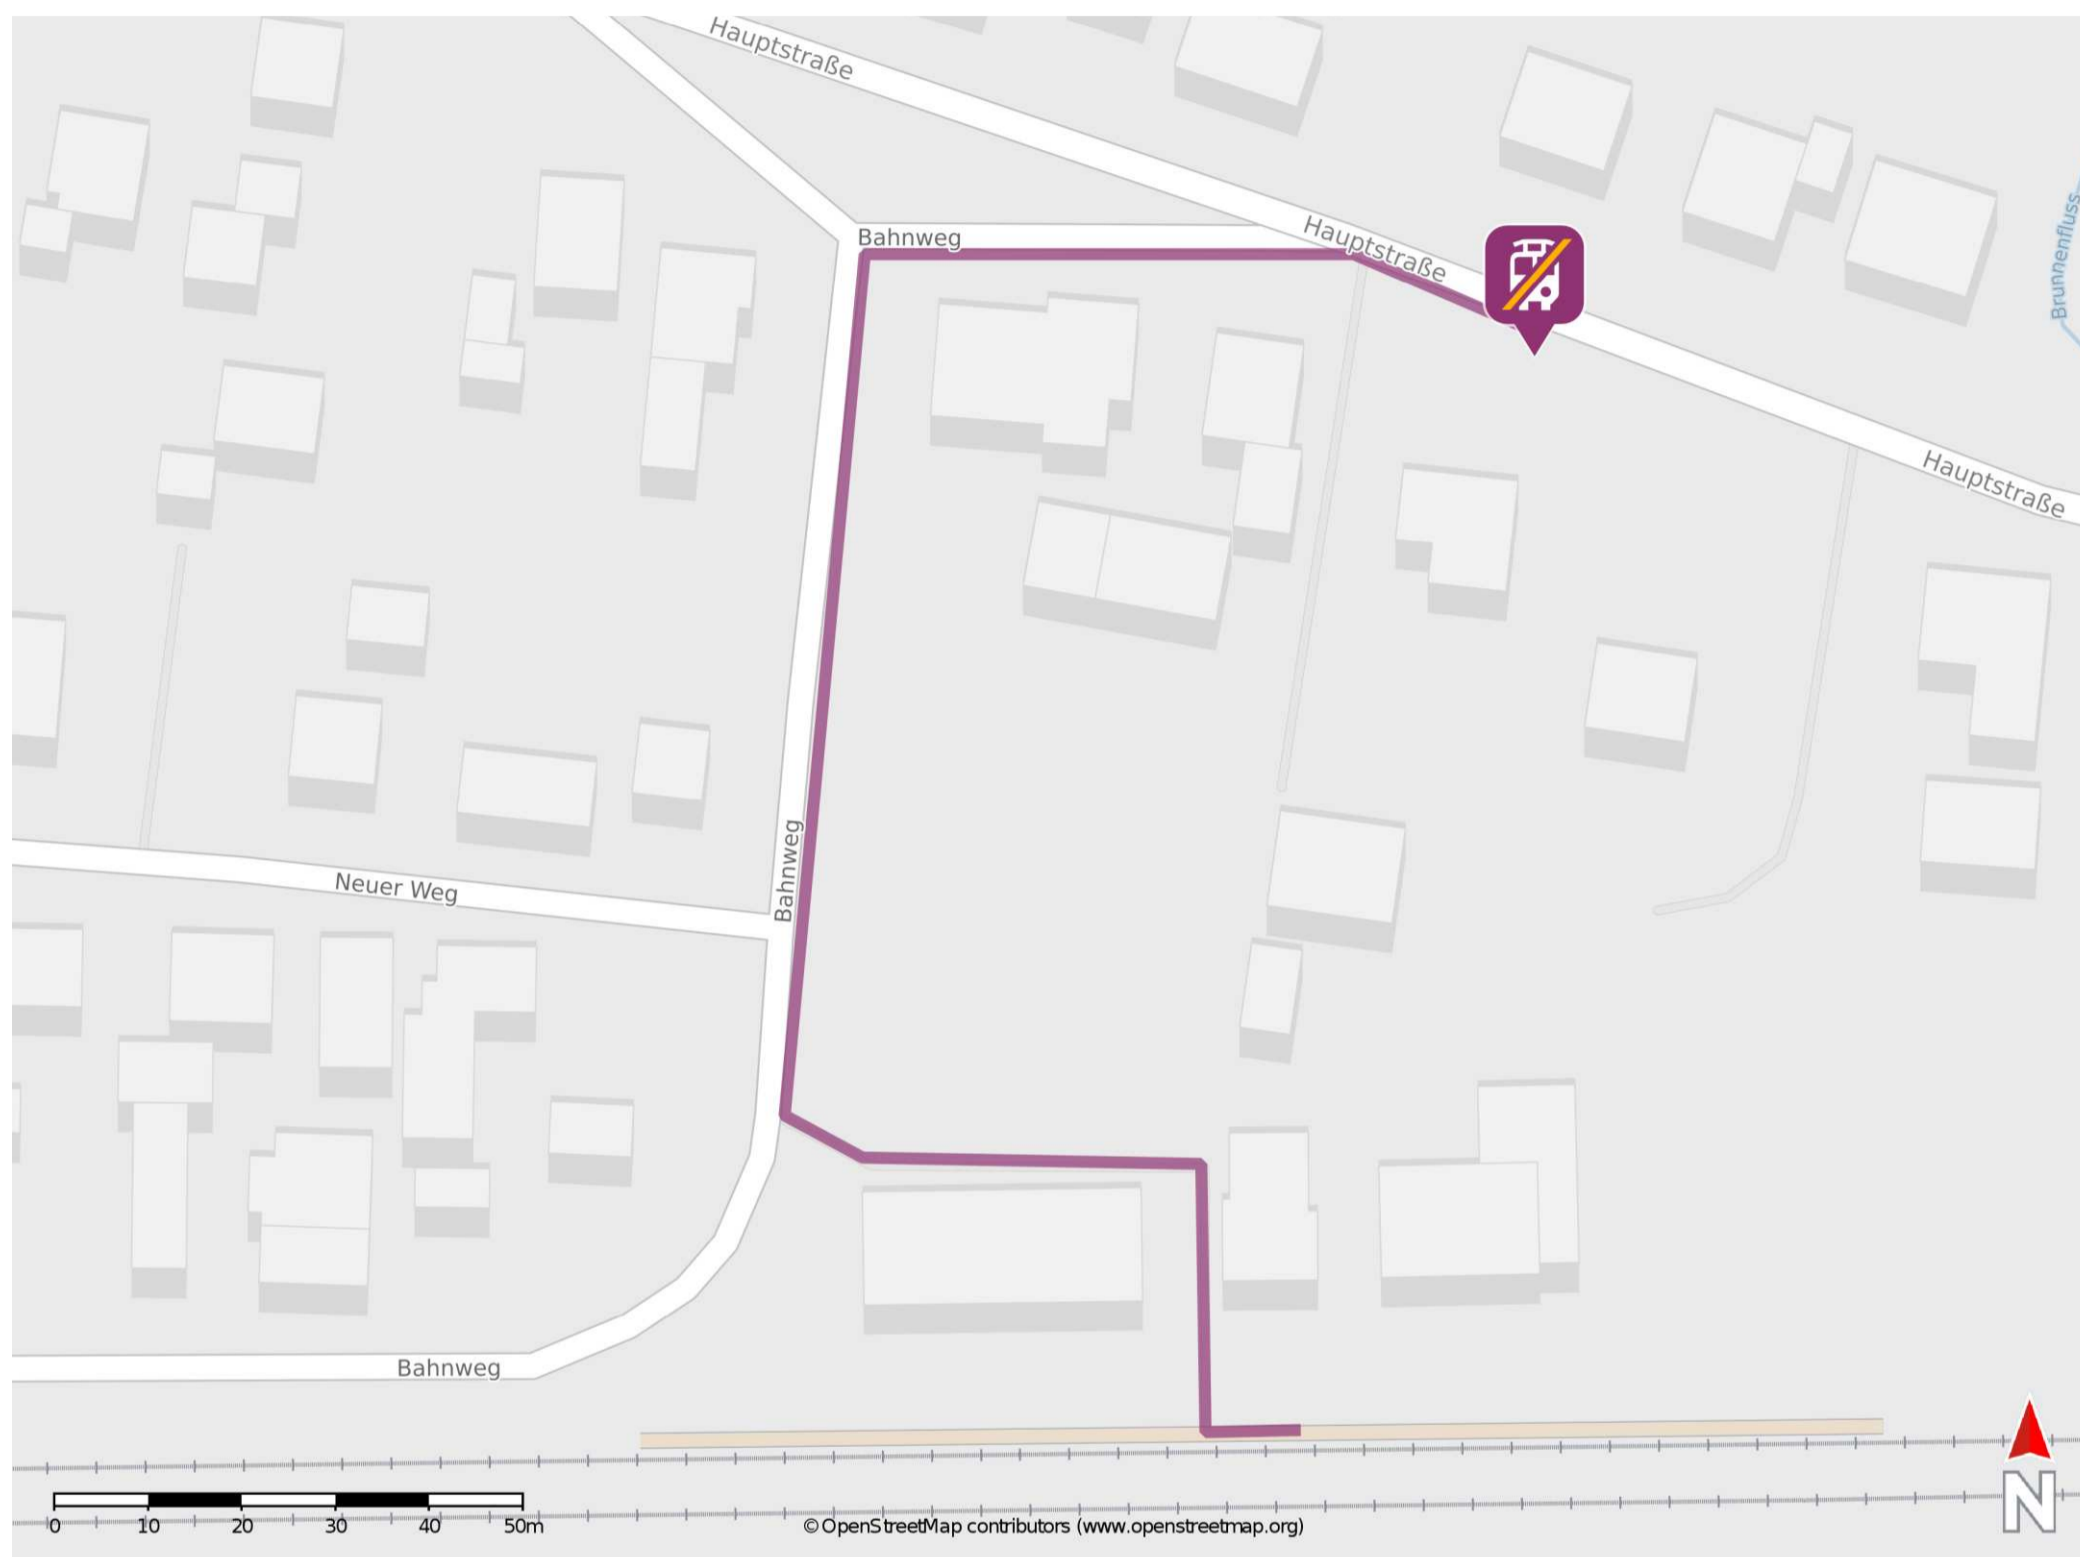 Hauptstraße
Bahnweg
Hauptstraße
Brunnenfluss
Hauptstraße
Bahnweg
Neuer Weg
Bahnweg
0 10 20 30 40 50m
© OpenStreetMap contributors (www.openstreetmap.org)
N